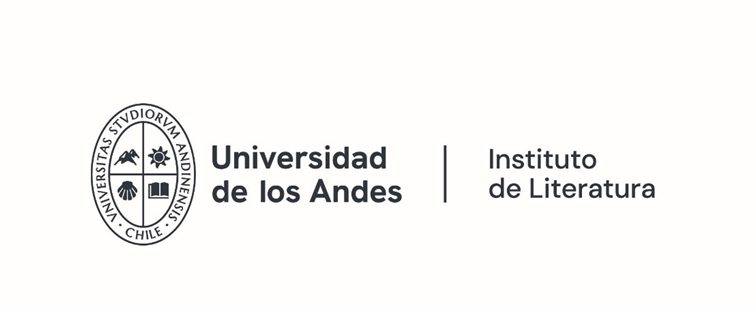 UNIVERSITAS STVDIORVM ANDINENSIS · CHILE ·
Universidad
de los Andes
Instituto
de Literatura